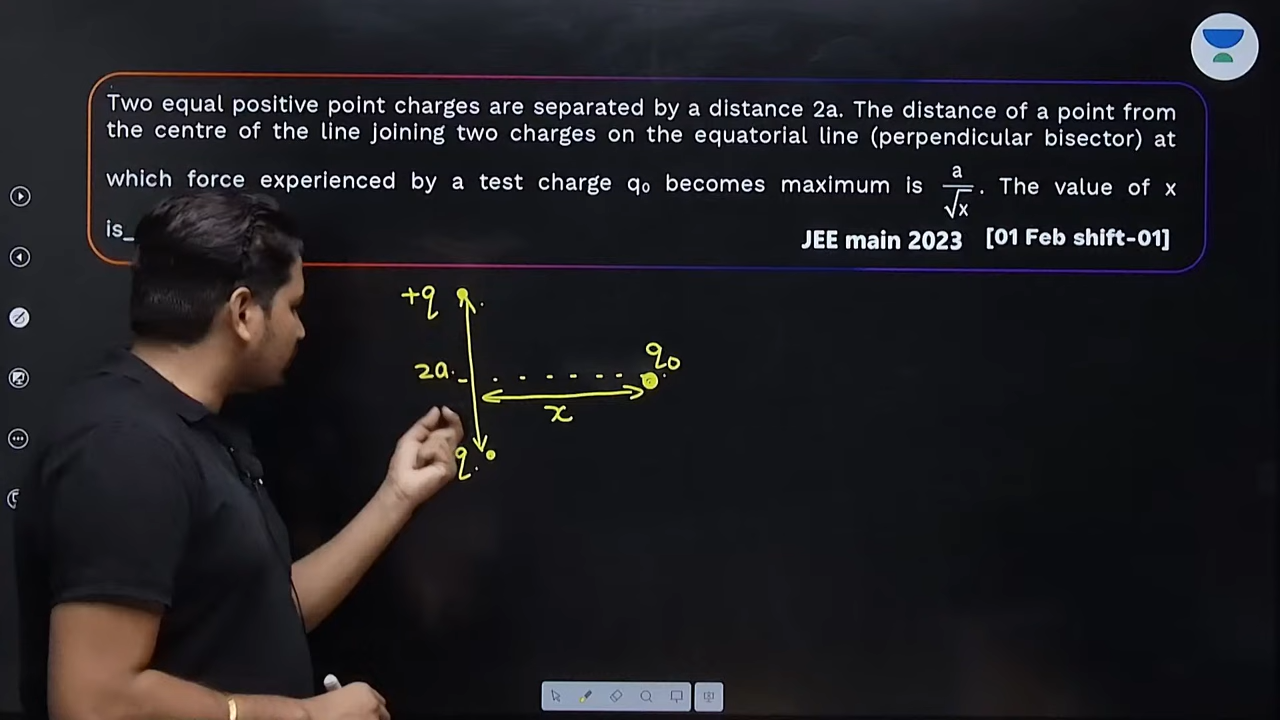 Two equal positive point charges are separated by a distance 2a. The distance of a point from
the centre of the line joining two charges on the equatorial line (perpendicular bisector) at
which force experienced by a test charge q₀ becomes maximum is a/√x. The value of x
is_
JEE main 2023 [01 Feb shift-01]
+q
q₀
2a
x
q